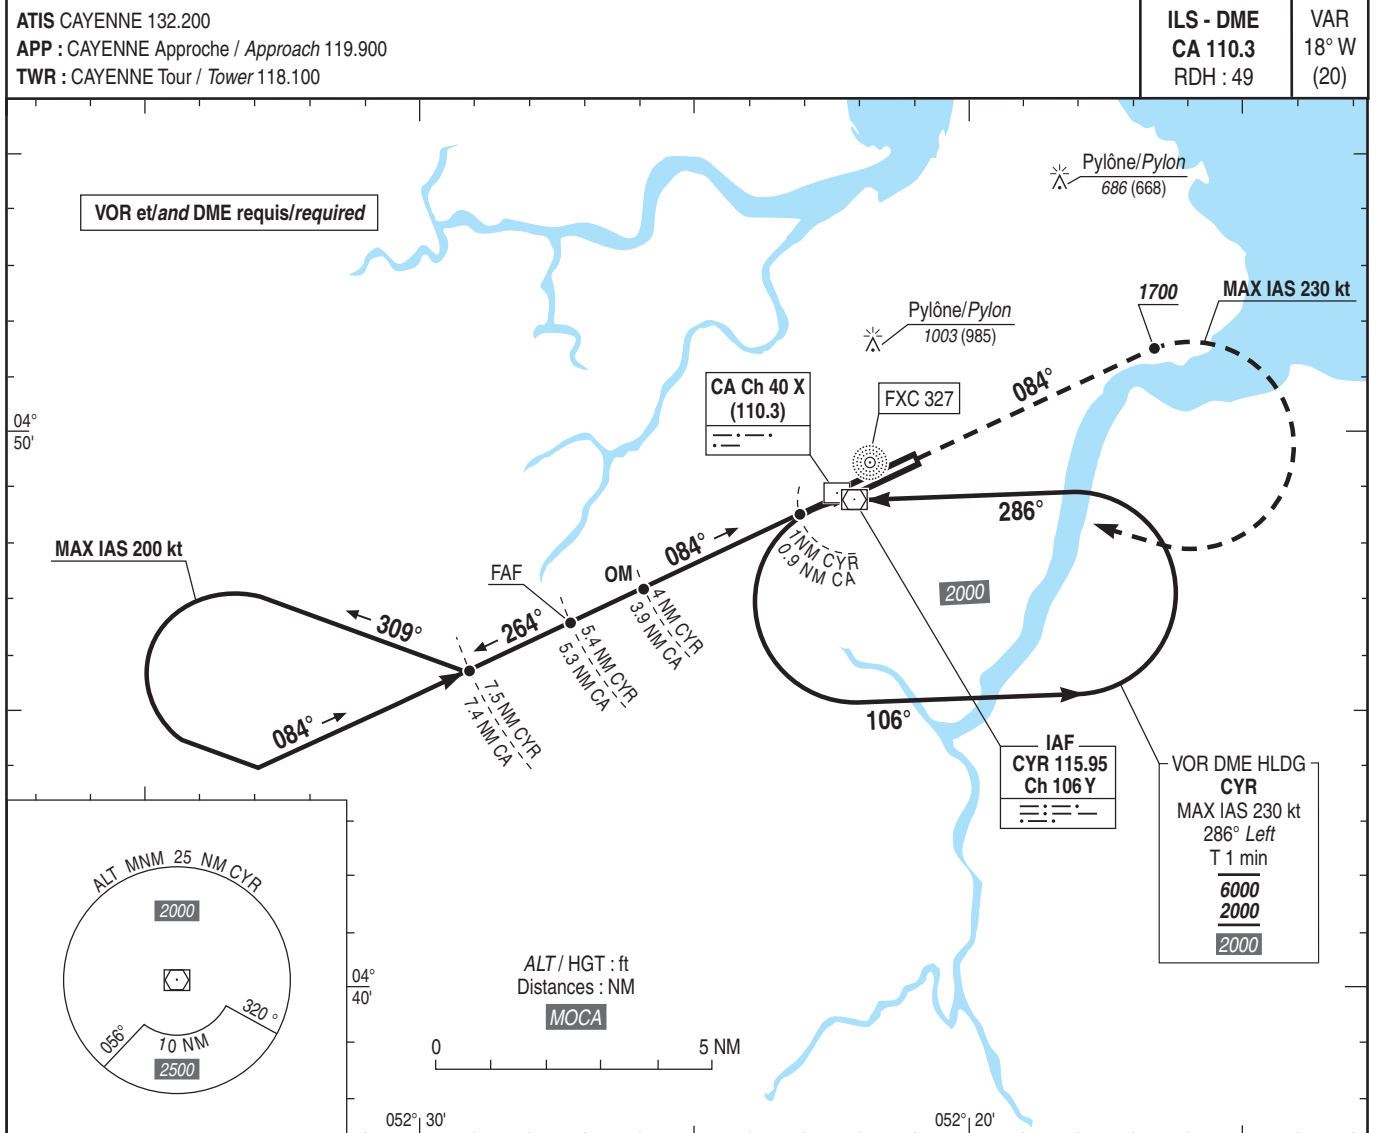 ATIS CAYENNE 132.200
APP : CAYENNE Approche / Approach 119.900
TWR : CAYENNE Tour / Tower 118.100
ILS - DME
CA 110.3
RDH : 49
VAR
18° W
(20)
VOR et/and DME requis/required
Pylône/Pylon
686 (668)
1700
MAX IAS 230 kt
Pylône/Pylon
1003 (985)
084°
CA Ch 40 X
(110.3)
FXC 327
04°
50'
286°
1NM CYR
0.9 NM CA
084°
MAX IAS 200 kt
FAF
OM
2000
4 NM CYR
3.9 NM CA
309°
264°
5.4 NM CYR
5.3 NM CA
7.5 NM CYR
7.4 NM CA
084°
106°
IAF
CYR 115.95
Ch 106 Y
VOR DME HLDG
CYR
MAX IAS 230 kt
286° Left
T 1 min
6000
2000
2000
ALT MNM 25 NM CYR
2000
056°
10 NM
320 °
2500
04°
40'
ALT / HGT : ft
Distances : NM
MOCA
0
5 NM
052° 30'
052° 20'